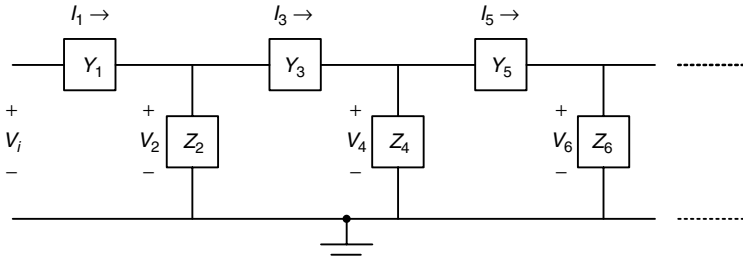 I₁ → I₃ → I₅ →
Y₁ Y₃ Y₅
+ + + +
Vᵢ V₂ Z₂ V₄ Z₄ V₆ Z₆
− − − −